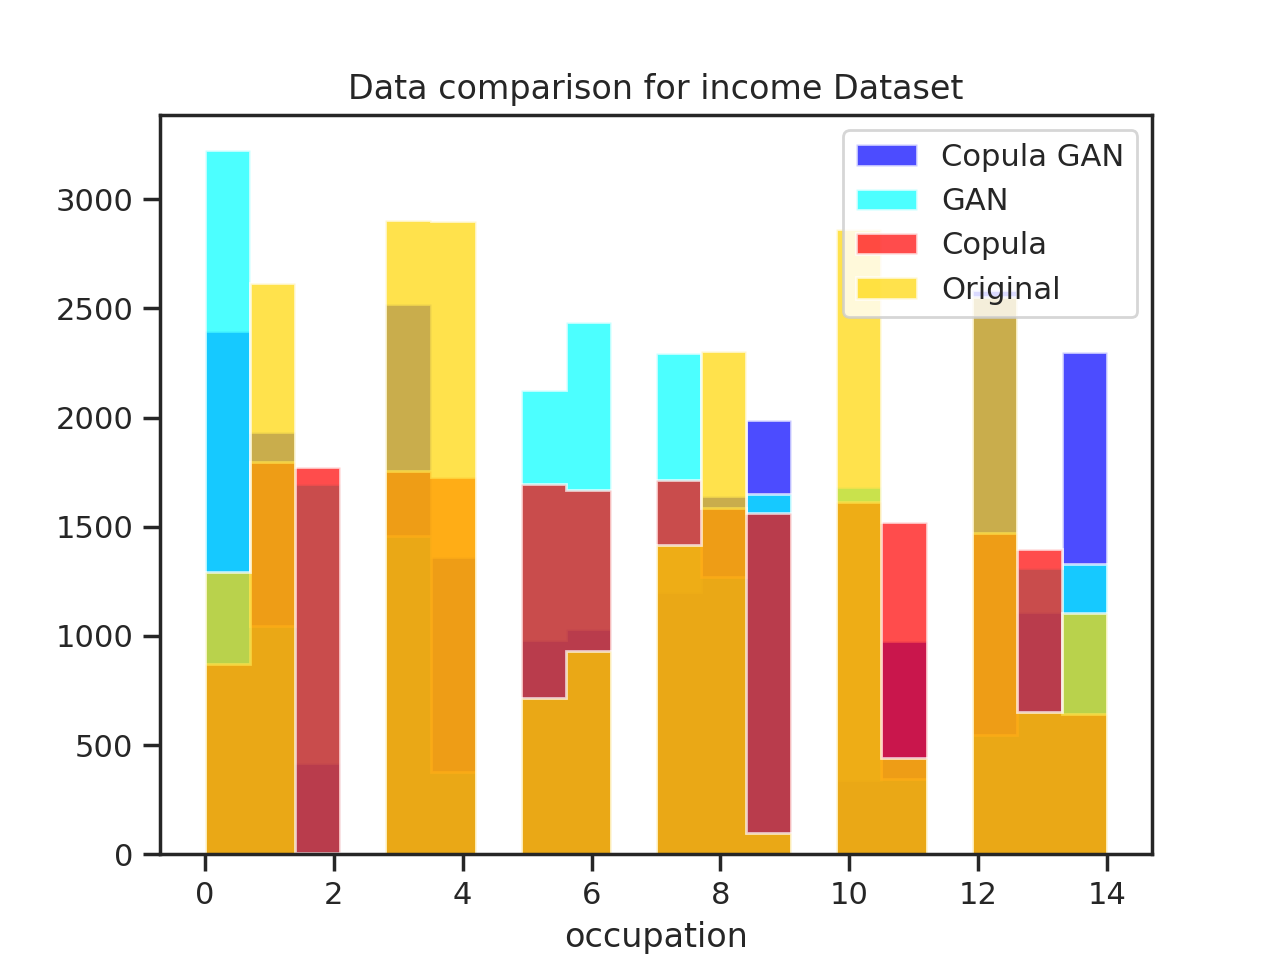 Data comparison for income Dataset
Copula GAN
GAN
Copula
Original
3000
2500
2000
1500
1000
500
0
0 2 4 6 8 10 12 14
occupation